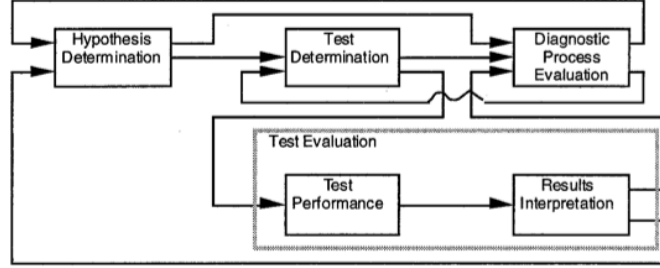 Hypothesis
Determination
Test
Determination
Diagnostic
Process
Evaluation
Test Evaluation
Test
Performance
Results
Interpretation